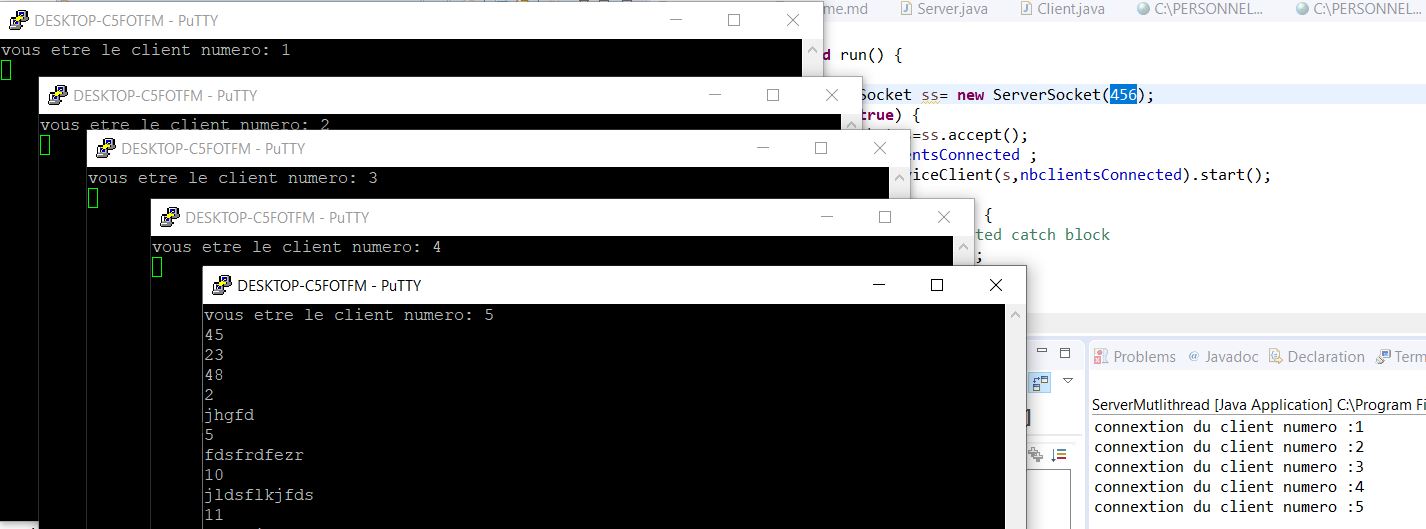 DESKTOP-C5FOTFM - PuTTY
vous etre le client numero: 1
DESKTOP-C5FOTFM - PuTTY
vous etre le client numero: 2
DESKTOP-C5FOTFM - PuTTY
vous etre le client numero: 3
DESKTOP-C5FOTFM - PuTTY
vous etre le client numero: 4
DESKTOP-C5FOTFM - PuTTY
vous etre le client numero: 5
45
23
48
2
jhgfd
5
fdsfrdfezr
10
jldsflkjfds
11
me.md Server.java Client.java C:\PERSONNEL... C:\PERSONNEL...
d run() {
Socket ss= new ServerSocket(456);
true) {
=ss.accept();
entsConnected ;
viceClient(s,nbclientsConnected).start();
{
ted catch block
;
Problems Javadoc Declaration Term
ServerMutlithread [Java Application] C:\Program Fi
connextion du client numero :1
connextion du client numero :2
connextion du client numero :3
connextion du client numero :4
connextion du client numero :5